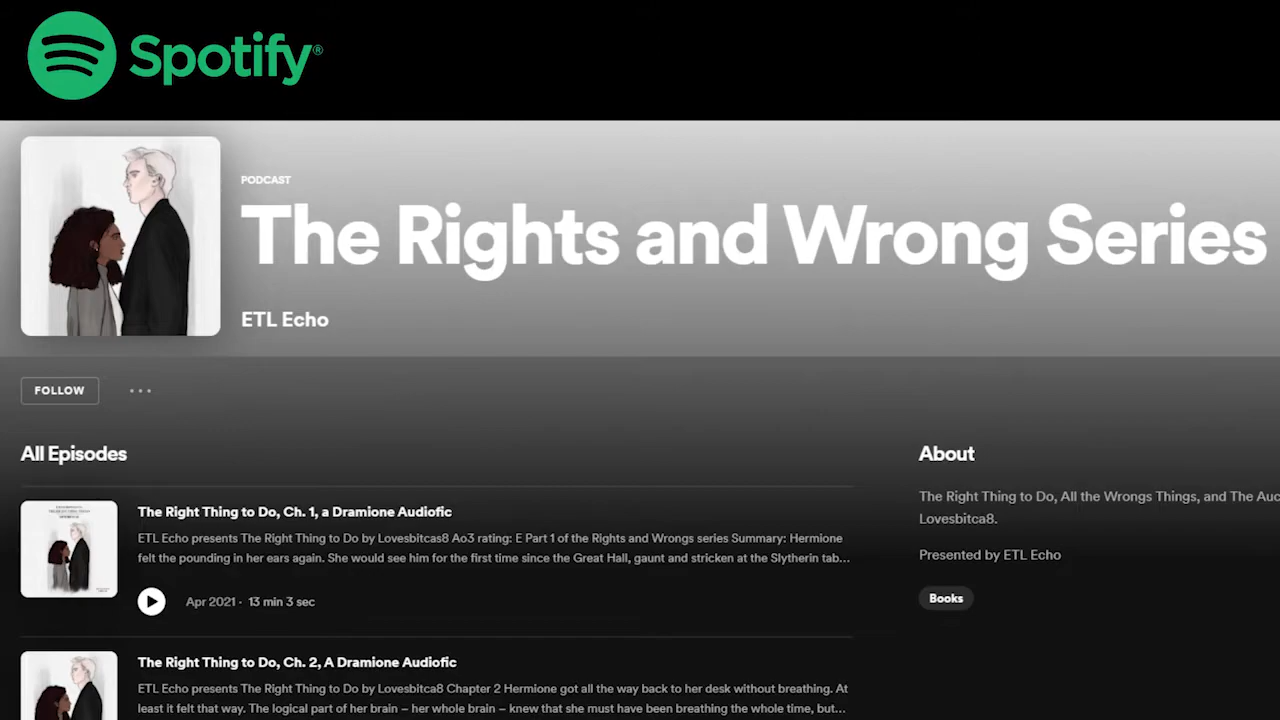 Spotify®
PODCAST
The Rights and Wrong Series
ETL Echo
FOLLOW
All Episodes
About
The Right Thing to Do, All the Wrongs Things, and The Auc
Lovesbitca8.
Presented by ETL Echo
Books
The Right Thing to Do, Ch. 1, a Dramione Audiofic
ETL Echo presents The Right Thing to Do by Lovesbitcas8 Ao3 rating: E Part 1 of the Rights and Wrongs series Summary: Hermione
felt the pounding in her ears again. She would see him for the first time since the Great Hall, gaunt and stricken at the Slytherin tab...
Apr 2021 · 13 min 3 sec
The Right Thing to Do, Ch. 2, A Dramione Audiofic
ETL Echo presents The Right Thing to Do by Lovesbitca8 Chapter 2 Hermione got all the way back to her desk without breathing. At
least it felt that way. The logical part of her brain – her whole brain – knew that she must have been breathing the whole time, but...